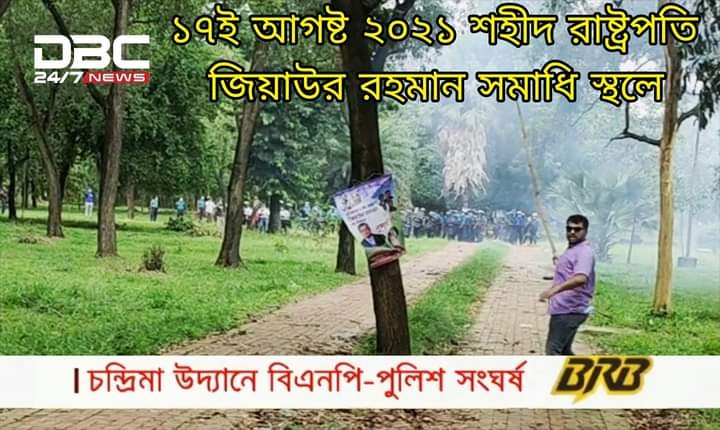 ১৭ই আগষ্ট ২০২১ শহীদ রাষ্ট্রপতি
জিয়াউর রহমান সমাধি স্থলে
DBC
24/7 NEWS
চন্দ্রিমা উদ্যানে বিএনপি-পুলিশ সংঘর্ষ
BRB